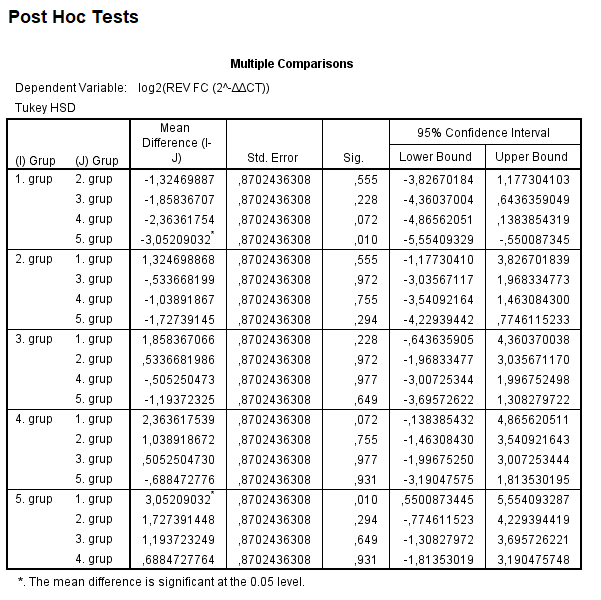 Post Hoc Tests
Multiple Comparisons
Dependent Variable: log2(REV FC (2^-ΔΔCT))
Tukey HSD
(I) Grup (J) Grup Mean Difference (I-J) Std. Error Sig. 95% Confidence Interval
Lower Bound Upper Bound
1. grup 2. grup -1,32469887 ,8702436308 ,555 -3,82670184 1,177304103
3. grup -1,85836707 ,8702436308 ,228 -4,36037004 ,6436359049
4. grup -2,36361754 ,8702436308 ,072 -4,86562051 ,1383854319
5. grup -3,05209032* ,8702436308 ,010 -5,55409329 -,550087345
2. grup 1. grup 1,324698868 ,8702436308 ,555 -1,17730410 3,826701839
3. grup -,533668199 ,8702436308 ,972 -3,03567117 1,968334773
4. grup -1,03891867 ,8702436308 ,755 -3,54092164 1,463084300
5. grup -1,72739145 ,8702436308 ,294 -4,22939442 ,7746115233
3. grup 1. grup 1,858367066 ,8702436308 ,228 -,643635905 4,360370038
2. grup ,5336681986 ,8702436308 ,972 -1,96833477 3,035671170
4. grup -,505250473 ,8702436308 ,977 -3,00725344 1,996752498
5. grup -1,19372325 ,8702436308 ,649 -3,69572622 1,308279722
4. grup 1. grup 2,363617539 ,8702436308 ,072 -,138385432 4,865620511
2. grup 1,038918672 ,8702436308 ,755 -1,46308430 3,540921643
3. grup ,5052504730 ,8702436308 ,977 -1,99675250 3,007253444
5. grup -,688472776 ,8702436308 ,931 -3,19047575 1,813530195
5. grup 1. grup 3,05209032* ,8702436308 ,010 ,5500873445 5,554093287
2. grup 1,727391448 ,8702436308 ,294 -,774611523 4,229394419
3. grup 1,193723249 ,8702436308 ,649 -1,30827972 3,695726221
4. grup ,6884727764 ,8702436308 ,931 -1,81353019 3,190475748
*. The mean difference is significant at the 0.05 level.